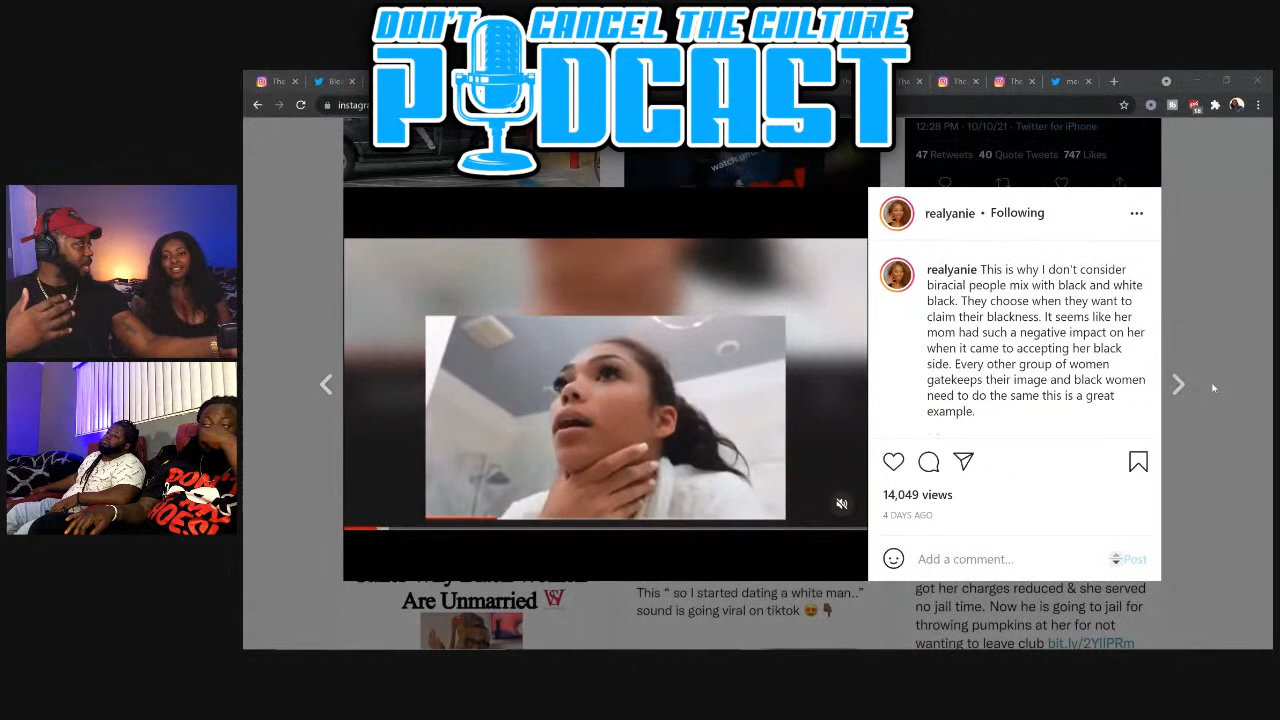 DON'T CANCEL THE CULTURE
PODCAST
12:28 PM · 10/10/21 · Twitter for iPhone
47 Retweets 40 Quote Tweets 747 Likes
realyanie • Following
realyanie This is why I don't consider
biracial people mix with black and white
black. They choose when they want to
claim their blackness. It seems like her
mom had such a negative impact on her
when it came to accepting her black
side. Every other group of women
gatekeeps their image and black women
need to do the same this is a great
example.
14,049 views
4 DAYS AGO
Add a comment...
Post
Are Unmarried
This “ so I started dating a white man..”
sound is going viral on tiktok
got her charges reduced & she served
no jail time. Now he is going to jail for
throwing pumpkins at her for not
wanting to leave club bit.ly/2YIlPRm